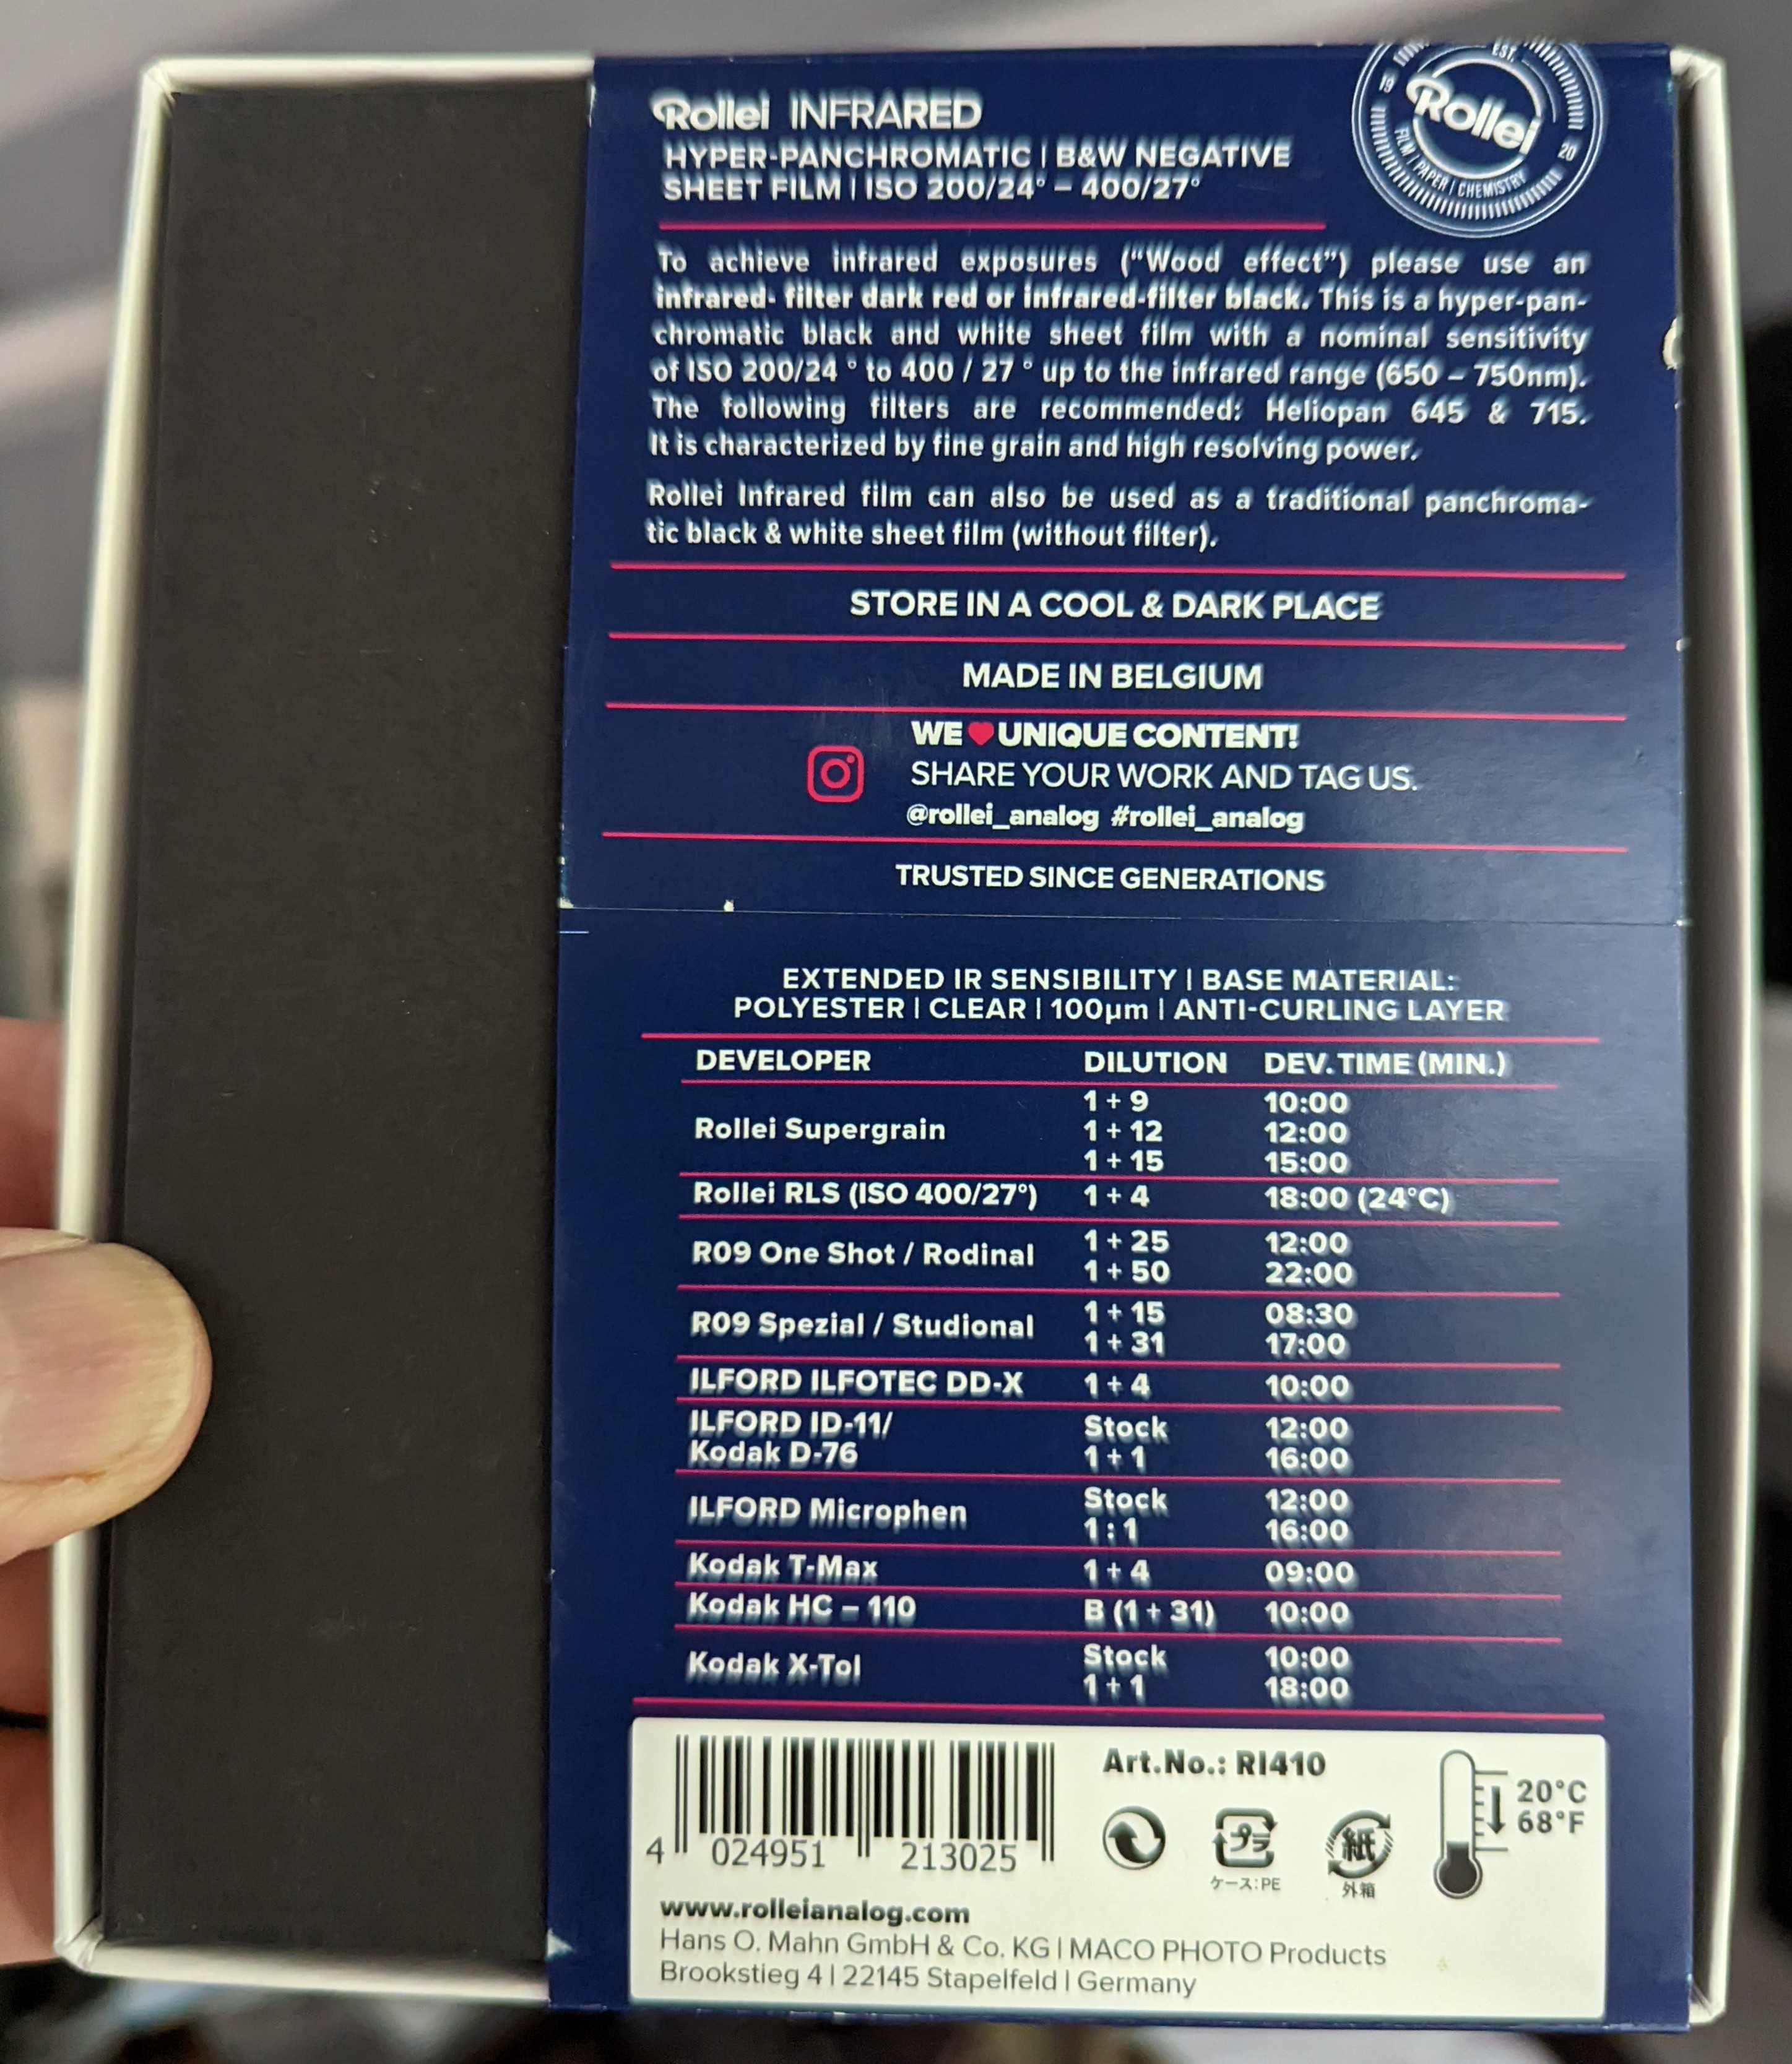 Rollei INFRARED
HYPER-PANCHROMATIC | B&W NEGATIVE
SHEET FILM | ISO 200/24° – 400/27°
EST.
19 20
Rollei
FILM | PAPER | CHEMISTRY
To achieve infrared exposures (“Wood effect”) please use an
infrared- filter dark red or infrared-filter black. This is a hyper-pan-
chromatic black and white sheet film with a nominal sensitivity
of ISO 200/24 ° to 400 / 27 ° up to the infrared range (650 – 750nm).
The following filters are recommended: Heliopan 645 & 715.
It is characterized by fine grain and high resolving power.
Rollei Infrared film can also be used as a traditional panchroma-
tic black & white sheet film (without filter).
STORE IN A COOL & DARK PLACE
MADE IN BELGIUM
WE ♥ UNIQUE CONTENT!
SHARE YOUR WORK AND TAG US.
@rollei_analog #rollei_analog
TRUSTED SINCE GENERATIONS
EXTENDED IR SENSIBILITY | BASE MATERIAL:
POLYESTER | CLEAR | 100µm | ANTI-CURLING LAYER
DEVELOPER DILUTION DEV. TIME (MIN.)
Rollei Supergrain 1 + 9 10:00
1 + 12 12:00
1 + 15 15:00
Rollei RLS (ISO 400/27°) 1 + 4 18:00 (24°C)
R09 One Shot / Rodinal 1 + 25 12:00
1 + 50 22:00
R09 Spezial / Studional 1 + 15 08:30
1 + 31 17:00
ILFORD ILFOTEC DD-X 1 + 4 10:00
ILFORD ID-11/ Stock 12:00
Kodak D-76 1 + 1 16:00
ILFORD Microphen Stock 12:00
1 : 1 16:00
Kodak T-Max 1 + 4 09:00
Kodak HC – 110 B (1 + 31) 10:00
Kodak X-Tol Stock 10:00
1 + 1 18:00
Art.No.: RI410
20°C
68°F
プラ 紙
ケース:PE 外箱
4 024951 213025
www.rolleianalog.com
Hans O. Mahn GmbH & Co. KG | MACO PHOTO Products
Brookstieg 4 | 22145 Stapelfeld | Germany